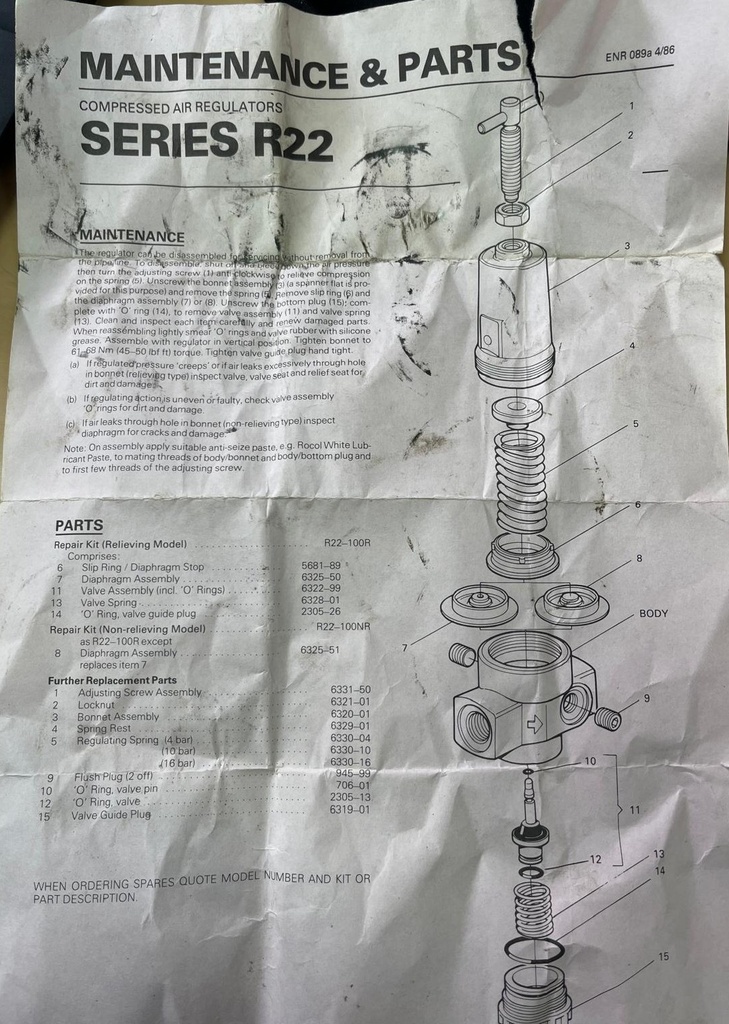 MAINTENANCE & PARTS
ENR 089a 4/86
COMPRESSED AIR REGULATORS
SERIES R22
MAINTENANCE
The regulator can be disassembled for servicing without removal from
the pipe line. To disassemble, shut off and bleed down the air pressure
then turn the adjusting screw (1) anti clockwise to relieve compression
on the spring (5). Unscrew the bonnet assembly (3) (a spanner flat is pro-
vided for this purpose) and remove the spring (5). Remove slip ring (6) and
the diaphragm assembly (7) or (8). Unscrew the bottom plug (15); com-
plete with 'O' ring (14), to remove valve assembly (11) and valve spring
(13). Clean and inspect each item carefully and renew damaged parts.
When reassembling lightly smear 'O' rings and valve rubber with silicone
grease. Assemble with regulator in vertical position. Tighten bonnet to
61–68 Nm (45–50 lbf ft) torque. Tighten valve guide plug hand tight.
(a) If regulated pressure 'creeps' or if air leaks excessively through hole
in bonnet (relieving type) inspect valve, valve seat and relief seat for
dirt and damage.
(b) If regulating action is uneven or faulty, check valve assembly
'O' rings for dirt and damage.
(c) If air leaks through hole in bonnet (non-relieving type) inspect
diaphragm for cracks and damage.
Note: On assembly apply suitable anti-seize paste, e.g. Rocol White Lub-
ricant Paste, to mating threads of body/bonnet and body/bottom plug and
to first few threads of the adjusting screw.
PARTS
Repair Kit (Relieving Model) R22–100R
Comprises:
6 Slip Ring / Diaphragm Stop 5681–89
7 Diaphragm Assembly 6325–50
11 Valve Assembly (incl. 'O' Rings) 6322–99
13 Valve Spring 6328–01
14 'O' Ring, valve guide plug 2305–26
Repair Kit (Non-relieving Model) R22–100NR
as R22–100R except
8 Diaphragm Assembly 6325–51
replaces item 7
Further Replacement Parts
1 Adjusting Screw Assembly 6331–50
2 Locknut 6321–01
3 Bonnet Assembly 6320–01
4 Spring Rest 6329–01
5 Regulating Spring (4 bar) 6330–04
(10 bar) 6330–10
(16 bar) 6330–16
9 Flush Plug (2 off) 945–99
10 'O' Ring, valve pin 706–01
12 'O' Ring, valve 2305–13
15 Valve Guide Plug 6319–01
WHEN ORDERING SPARES QUOTE MODEL NUMBER AND KIT OR
PART DESCRIPTION.
1
2
3
4
5
6
8
7
BODY
9
10
11
12
13
14
15